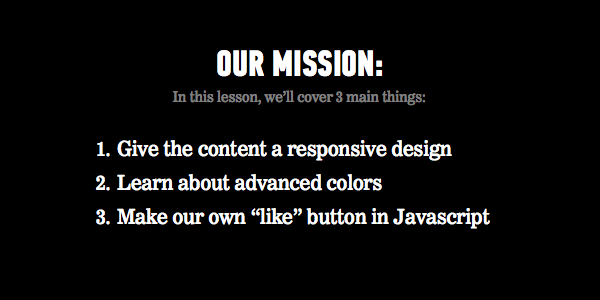 OUR MISSION:
In this lesson, we’ll cover 3 main things:
1. Give the content a responsive design
2. Learn about advanced colors
3. Make our own “like” button in Javascript